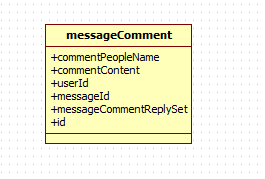 messageComment
+commentPeopleName
+commentContent
+userId
+messageId
+messageCommentReplySet
+id